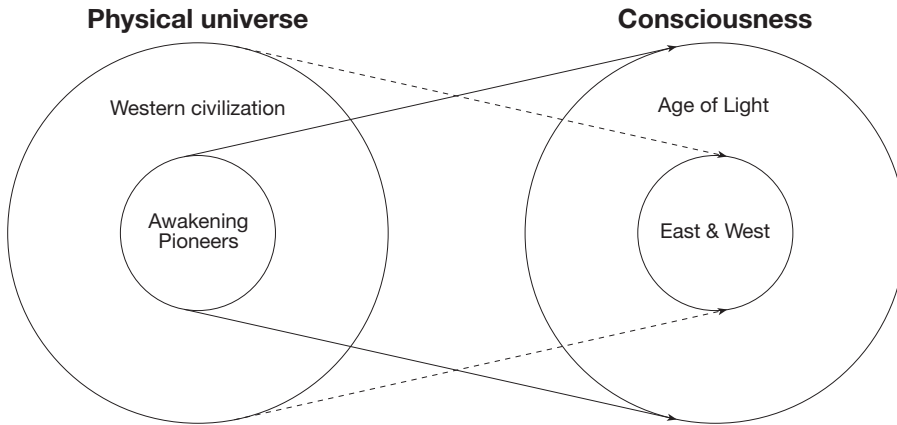 Physical universe
Consciousness
Western civilization
Age of Light
Awakening
Pioneers
East & West